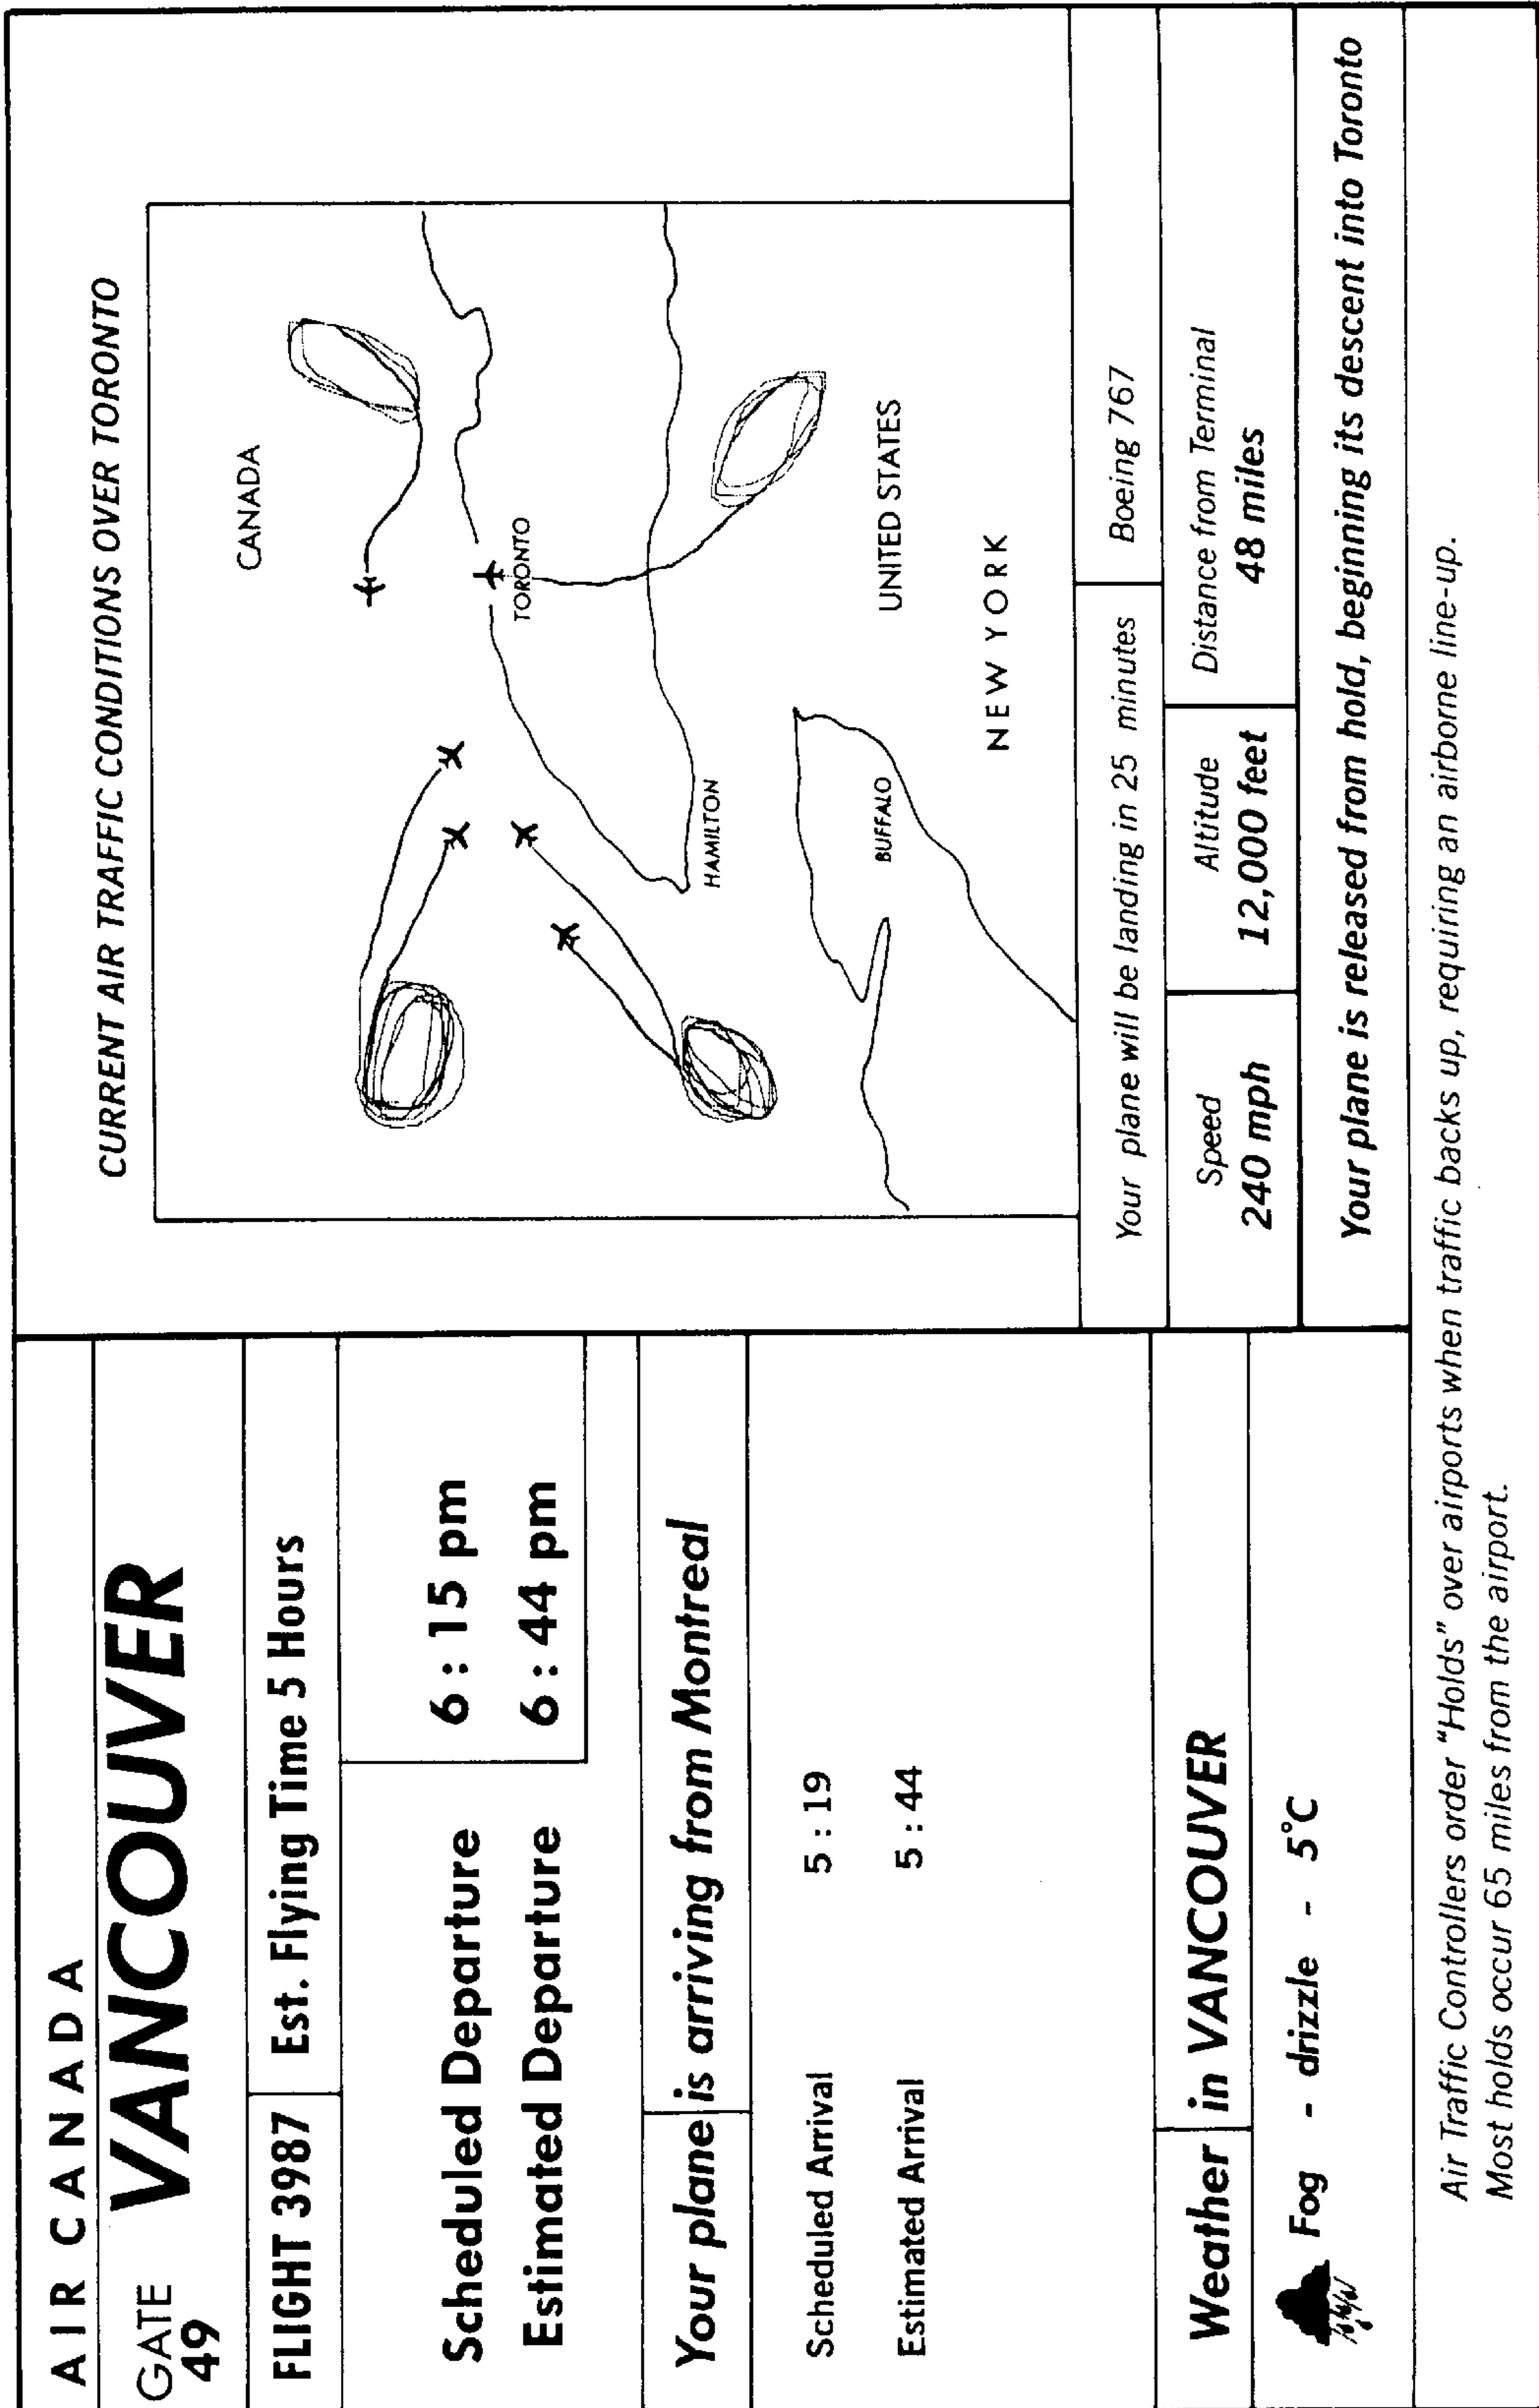 AIR CANADA
GATE
49
VANCOUVER
FLIGHT 3987
Est. Flying Time 5 Hours
Scheduled Departure 6 : 15 pm
Estimated Departure 6 : 44 pm
Your plane is arriving from Montreal
Scheduled Arrival 5 : 19
Estimated Arrival 5 : 44
Weather in VANCOUVER
Fog - drizzle - 5°C
CURRENT AIR TRAFFIC CONDITIONS OVER TORONTO
CANADA
TORONTO
HAMILTON
BUFFALO
UNITED STATES
NEW YORK
Your plane will be landing in 25 minutes
Boeing 767
Speed
240 mph
Altitude
12,000 feet
Distance from Terminal
48 miles
Your plane is released from hold, beginning its descent into Toronto
Air Traffic Controllers order "Holds" over airports when traffic backs up, requiring an airborne line-up.
Most holds occur 65 miles from the airport.